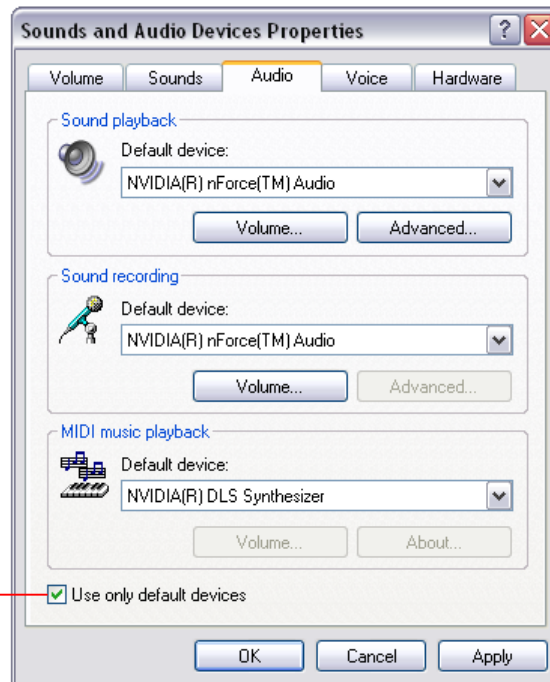 Sounds and Audio Devices Properties
Volume Sounds Audio Voice Hardware
Sound playback
Default device:
NVIDIA(R) nForce(TM) Audio
Volume... Advanced...
Sound recording
Default device:
NVIDIA(R) nForce(TM) Audio
Volume... Advanced...
MIDI music playback
Default device:
NVIDIA(R) DLS Synthesizer
Volume... About...
Use only default devices
OK Cancel Apply